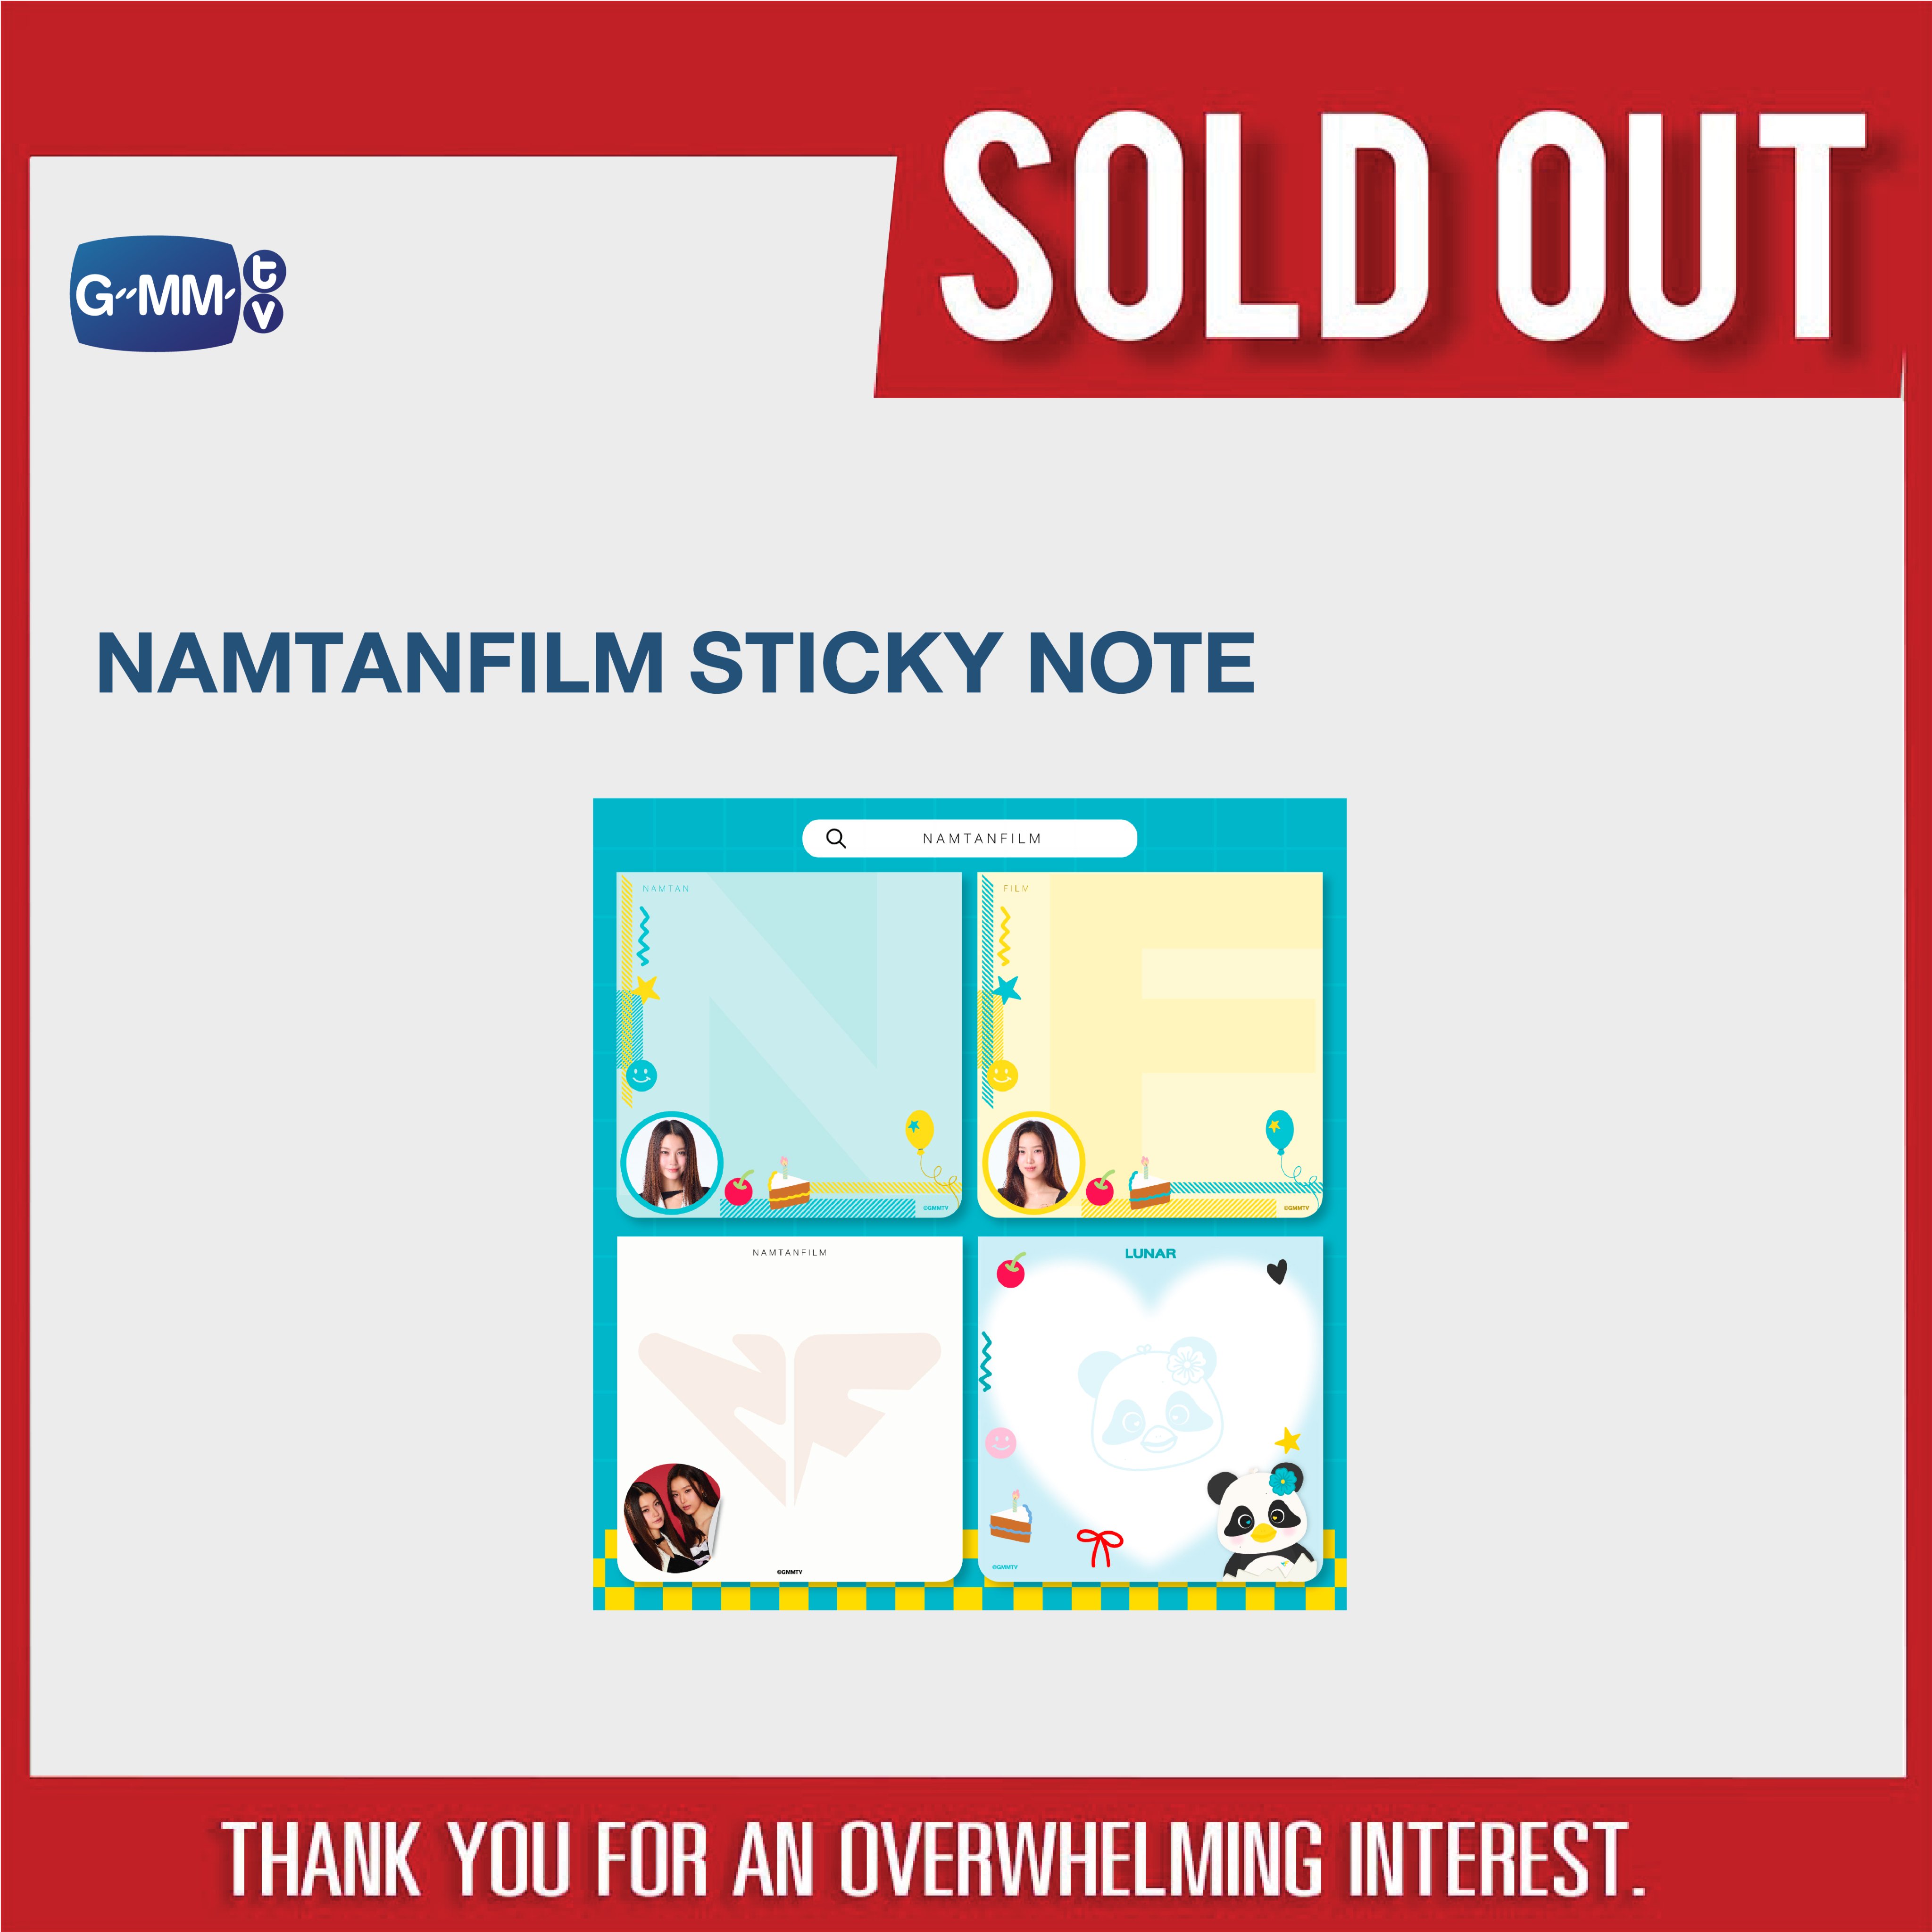 SOLD OUT
G-MM-
tv
NAMTANFILM STICKY NOTE
NAMTANFILM
NAMTAN
FILM
©GMMTV
©GMMTV
NAMTANFILM
LUNAR
©GMMTV
©GMMTV
THANK YOU FOR AN OVERWHELMING INTEREST.